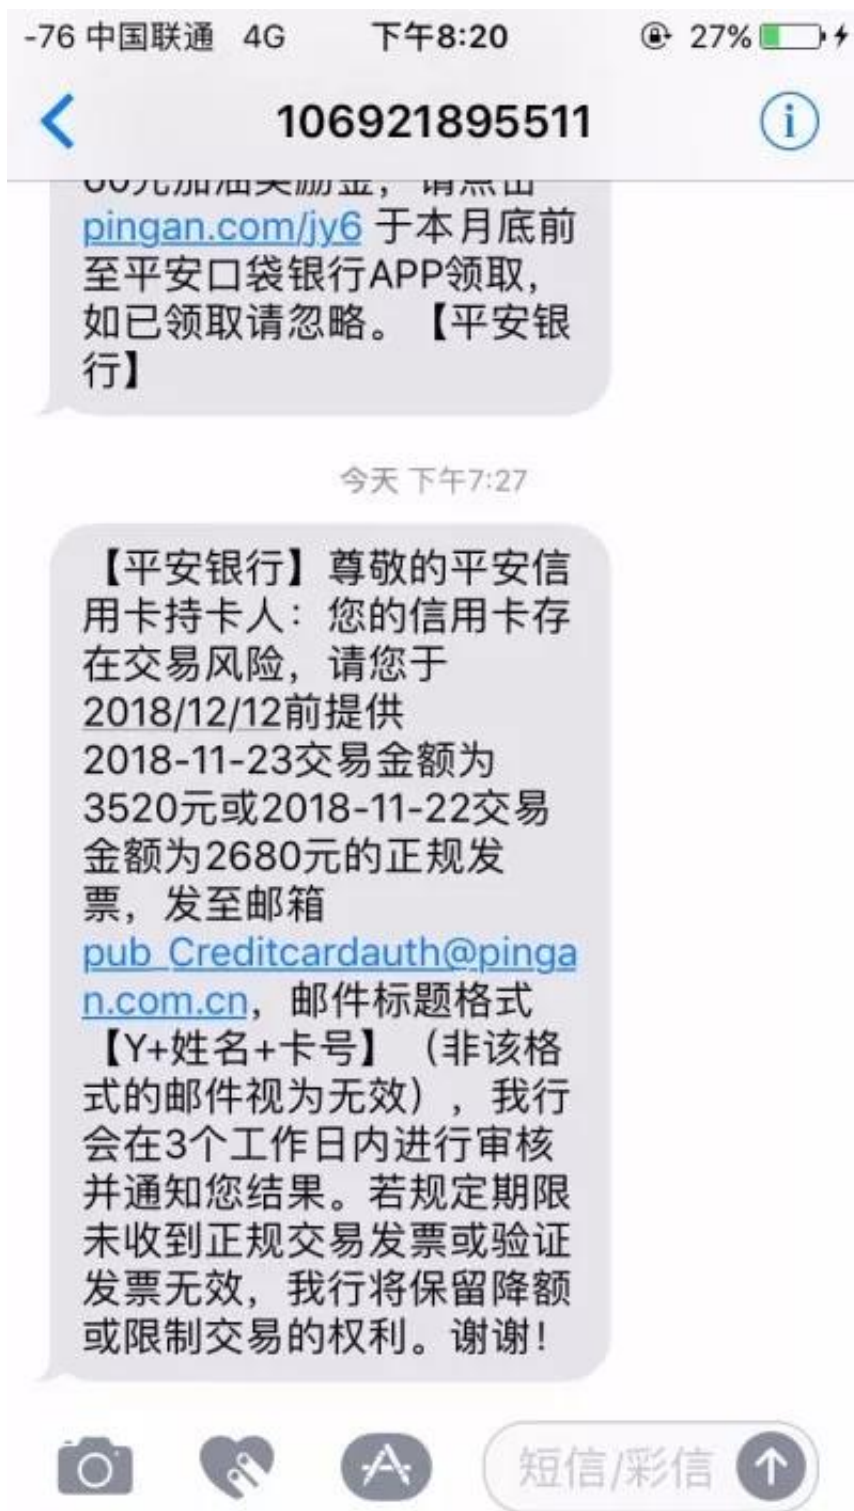 -76 中国联通 4G 下午8:20 27%
106921895511
pingan.com/jy6 于本月底前
至平安口袋银行APP领取,
如已领取请忽略。【平安银
行】
今天 下午7:27
【平安银行】尊敬的平安信
用卡持卡人：您的信用卡存
在交易风险，请您于
2018/12/12前提供
2018-11-23交易金额为
3520元或2018-11-22交易
金额为2680元的正规发
票，发至邮箱
pub_Creditcardauth@pinga
n.com.cn，邮件标题格式
【Y+姓名+卡号】（非该格
式的邮件视为无效），我行
会在3个工作日内进行审核
并通知您结果。若规定期限
未收到正规交易发票或验证
发票无效，我行将保留降额
或限制交易的权利。谢谢！
短信/彩信